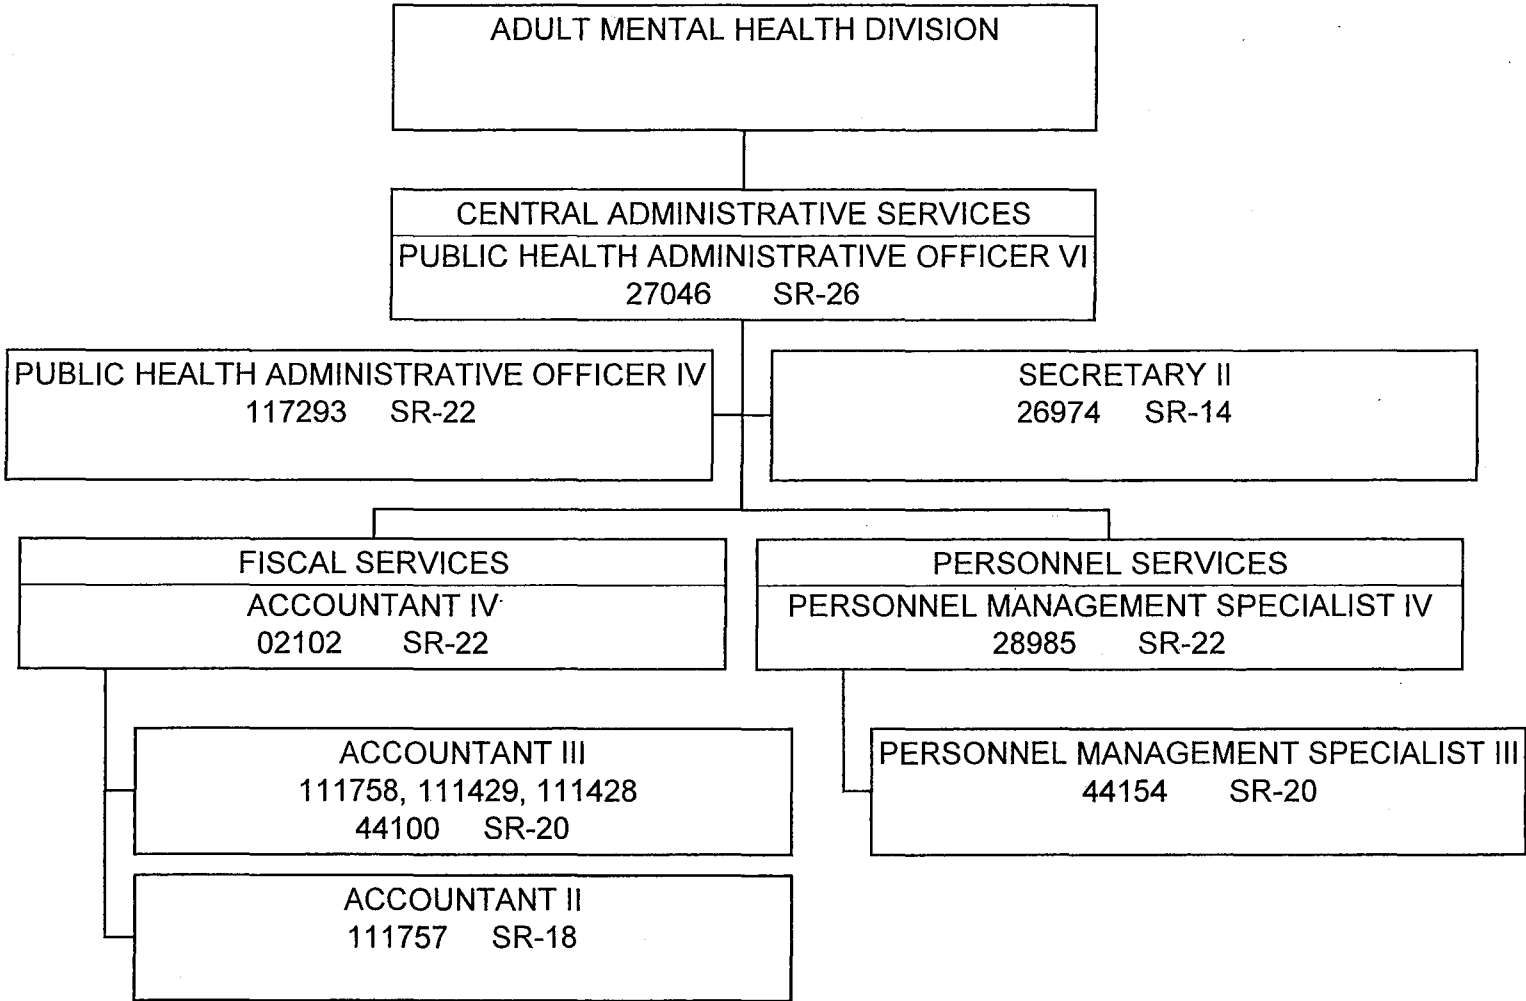 ADULT MENTAL HEALTH DIVISION
CENTRAL ADMINISTRATIVE SERVICES
PUBLIC HEALTH ADMINISTRATIVE OFFICER VI
27046 SR-26
PUBLIC HEALTH ADMINISTRATIVE OFFICER IV
117293 SR-22
SECRETARY II
26974 SR-14
FISCAL SERVICES
ACCOUNTANT IV
02102 SR-22
PERSONNEL SERVICES
PERSONNEL MANAGEMENT SPECIALIST IV
28985 SR-22
ACCOUNTANT III
111758, 111429, 111428
44100 SR-20
PERSONNEL MANAGEMENT SPECIALIST III
44154 SR-20
ACCOUNTANT II
111757 SR-18